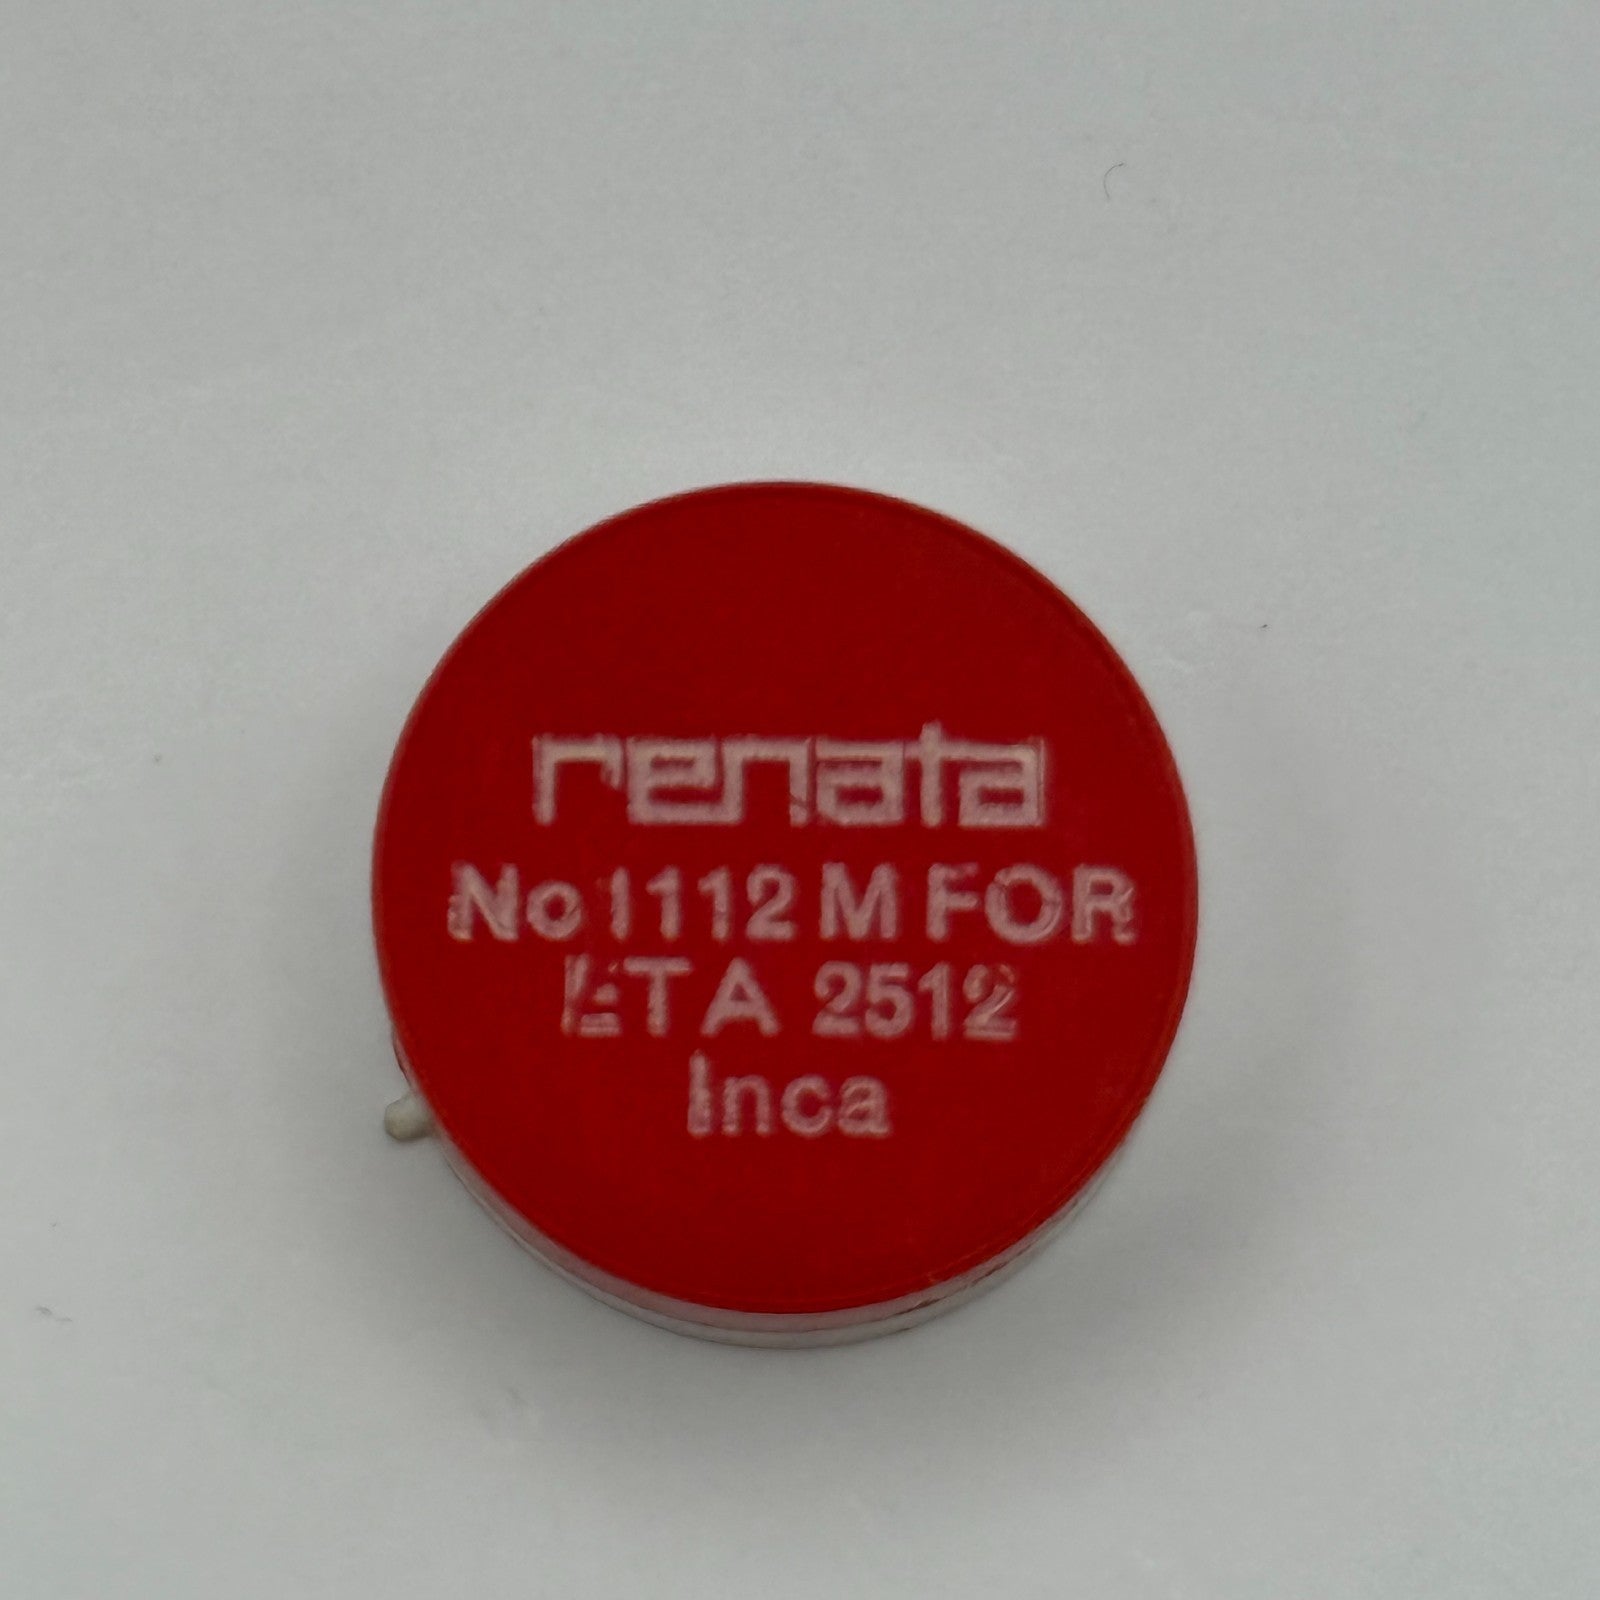 renata
No 1112 M FOR
ETA 2512
Inca